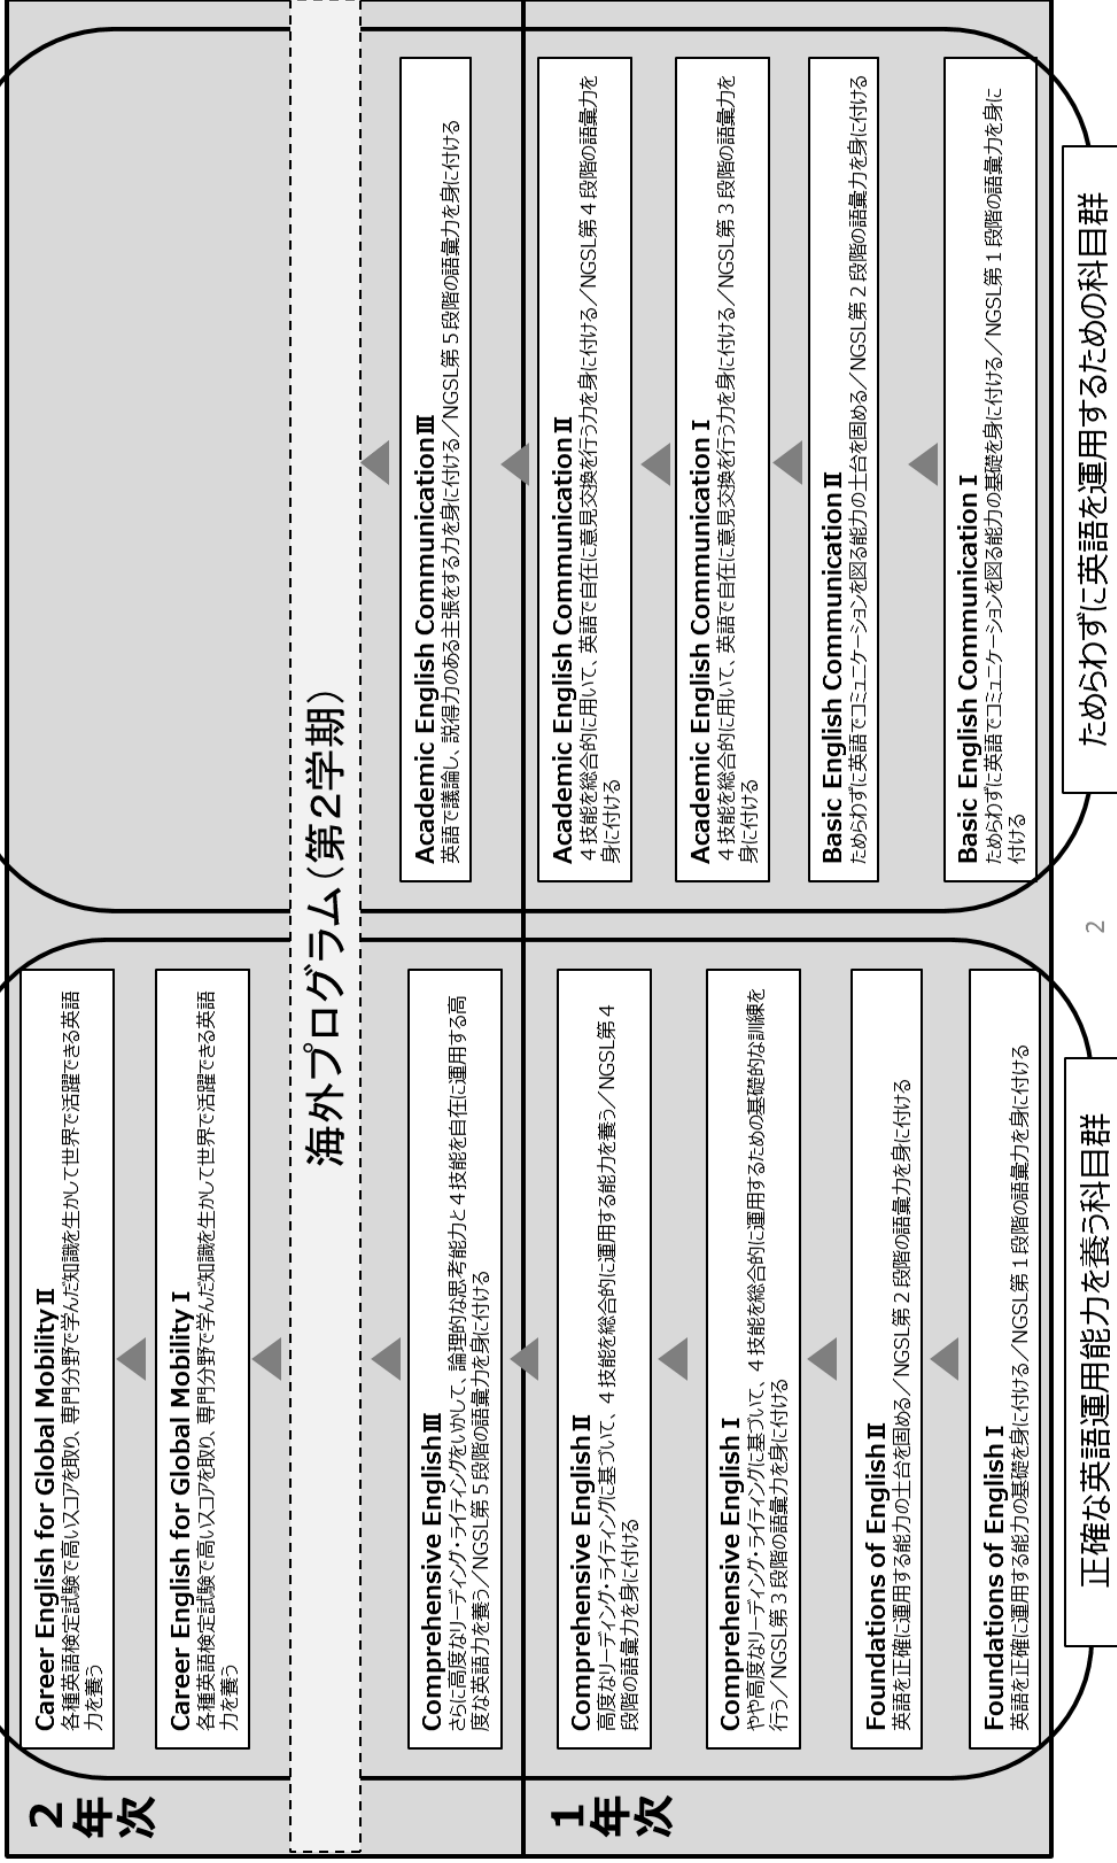 2
年
次
Career English for Global Mobility Ⅱ
各種英語検定試験で高いスコアを取り、専門分野で学んだ知識を生かして世界で活躍できる英語
力を養う
Career English for Global Mobility Ⅰ
各種英語検定試験で高いスコアを取り、専門分野で学んだ知識を生かして世界で活躍できる英語
力を養う
海外プログラム（第2学期）
Comprehensive English Ⅲ
さらに高度なリーディング・ライティングをいかして、論理的な思考能力と４技能を自在に運用する高
度な英語力を養う／NGSL第５段階の語彙力を身に付ける
Academic English Communication Ⅲ
英語で議論し、説得力のある主張をする力を身に付ける／NGSL第５段階の語彙力を身に付ける
1
年
次
Comprehensive English Ⅱ
高度なリーディング・ライティングに基づいて、４技能を総合的に運用する能力を養う／NGSL第４
段階の語彙力を身に付ける
Academic English Communication Ⅱ
４技能を総合的に用いて、英語で自在に意見交換を行う力を身に付ける／NGSL第４段階の語彙力を
身に付ける
Comprehensive English Ⅰ
やや高度なリーディング・ライティングに基づいて、４技能を総合的に運用するための基礎的な訓練を
行う／NGSL第３段階の語彙力を身に付ける
Academic English Communication Ⅰ
４技能を総合的に用いて、英語で自在に意見交換を行う力を身に付ける／NGSL第３段階の語彙力を
身に付ける
Foundations of English Ⅱ
英語を正確に運用する能力の土台を固める／NGSL第２段階の語彙力を身に付ける
Basic English Communication Ⅱ
ためらわずに英語でコミュニケーションを図る能力の土台を固める／NGSL第２段階の語彙力を身に付ける
Foundations of English Ⅰ
英語を正確に運用する能力の基礎を身に付ける／NGSL第１段階の語彙力を身に付ける
Basic English Communication Ⅰ
ためらわずに英語でコミュニケーションを図る能力の基礎を身に付ける／NGSL第１段階の語彙力を身に
付ける
正確な英語運用能力を養う科目群
ためらわずに英語を運用するための科目群
2